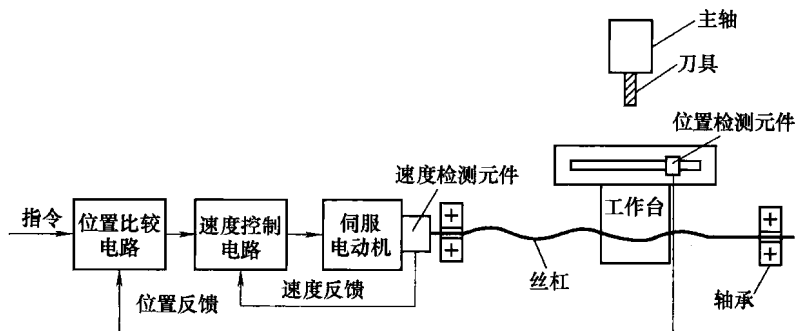 主轴
刀具
位置检测元件
速度检测元件
工作台
指令
位置比较
电路
速度控制
电路
伺服
电动机
丝杠
轴承
速度反馈
位置反馈